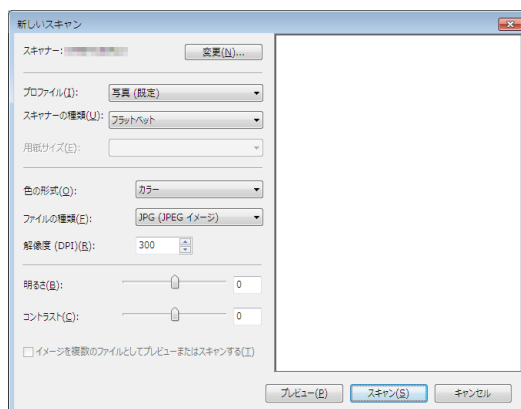 新しいスキャン
スキャナー: 変更(N)...
プロファイル(I): 写真 (既定)
スキャナーの種類(U): フラットベット
用紙サイズ(E):
色の形式(O): カラー
ファイルの種類(F): JPG (JPEG イメージ)
解像度 (DPI)(R): 300
明るさ(B): 0
コントラスト(C): 0
イメージを複数のファイルとしてプレビューまたはスキャンする(T)
プレビュー(P) スキャン(S) キャンセル